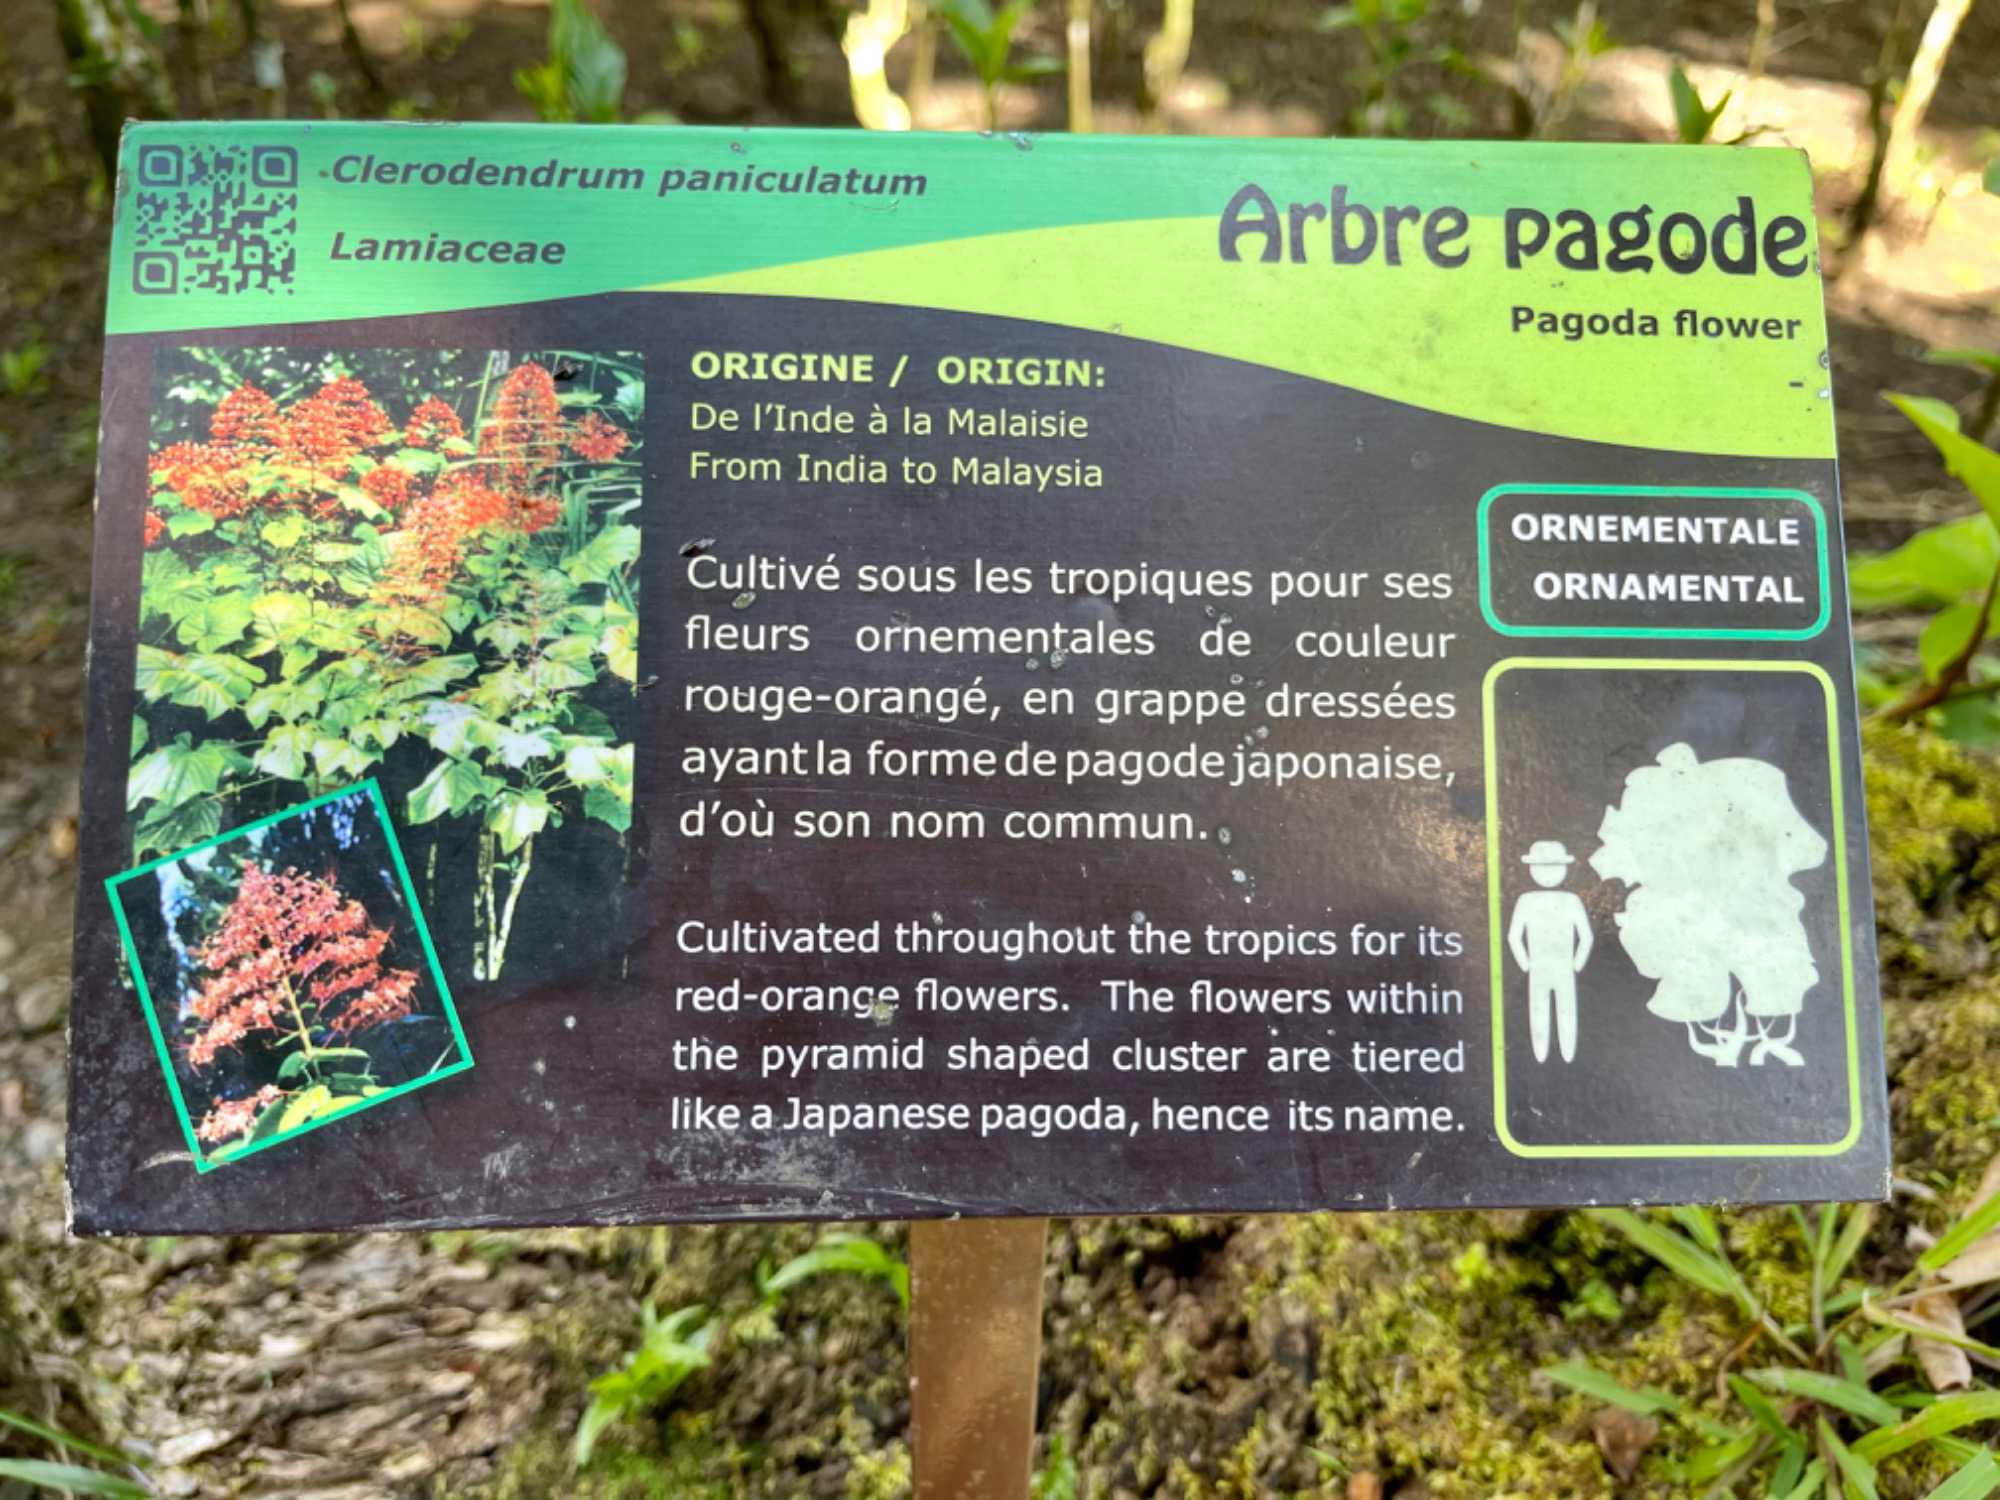 Clerodendrum paniculatum
Lamiaceae
Arbre pagode
Pagoda flower
-
ORIGINE / ORIGIN:
De l'Inde à la Malaisie
From India to Malaysia
Cultivé sous les tropiques pour ses
fleurs ornementales de couleur
rouge-orangé, en grappe dressées
ayant la forme de pagode japonaise,
d'où son nom commun.
Cultivated throughout the tropics for its
red-orange flowers. The flowers within
the pyramid shaped cluster are tiered
like a Japanese pagoda, hence its name.
ORNEMENTALE
ORNAMENTAL